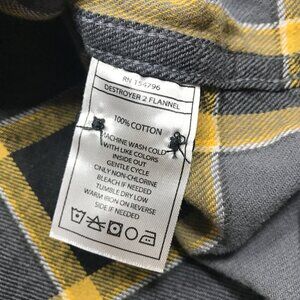 RN 154796
DESTROYER 2 FLANNEL
100% COTTON
MACHINE WASH COLD
WITH LIKE COLORS
INSIDE OUT
GENTLE CYCLE
ONLY NON-CHLORINE
BLEACH IF NEEDED
TUMBLE DRY LOW
WARM IRON ON REVERSE
SIDE IF NEEDED